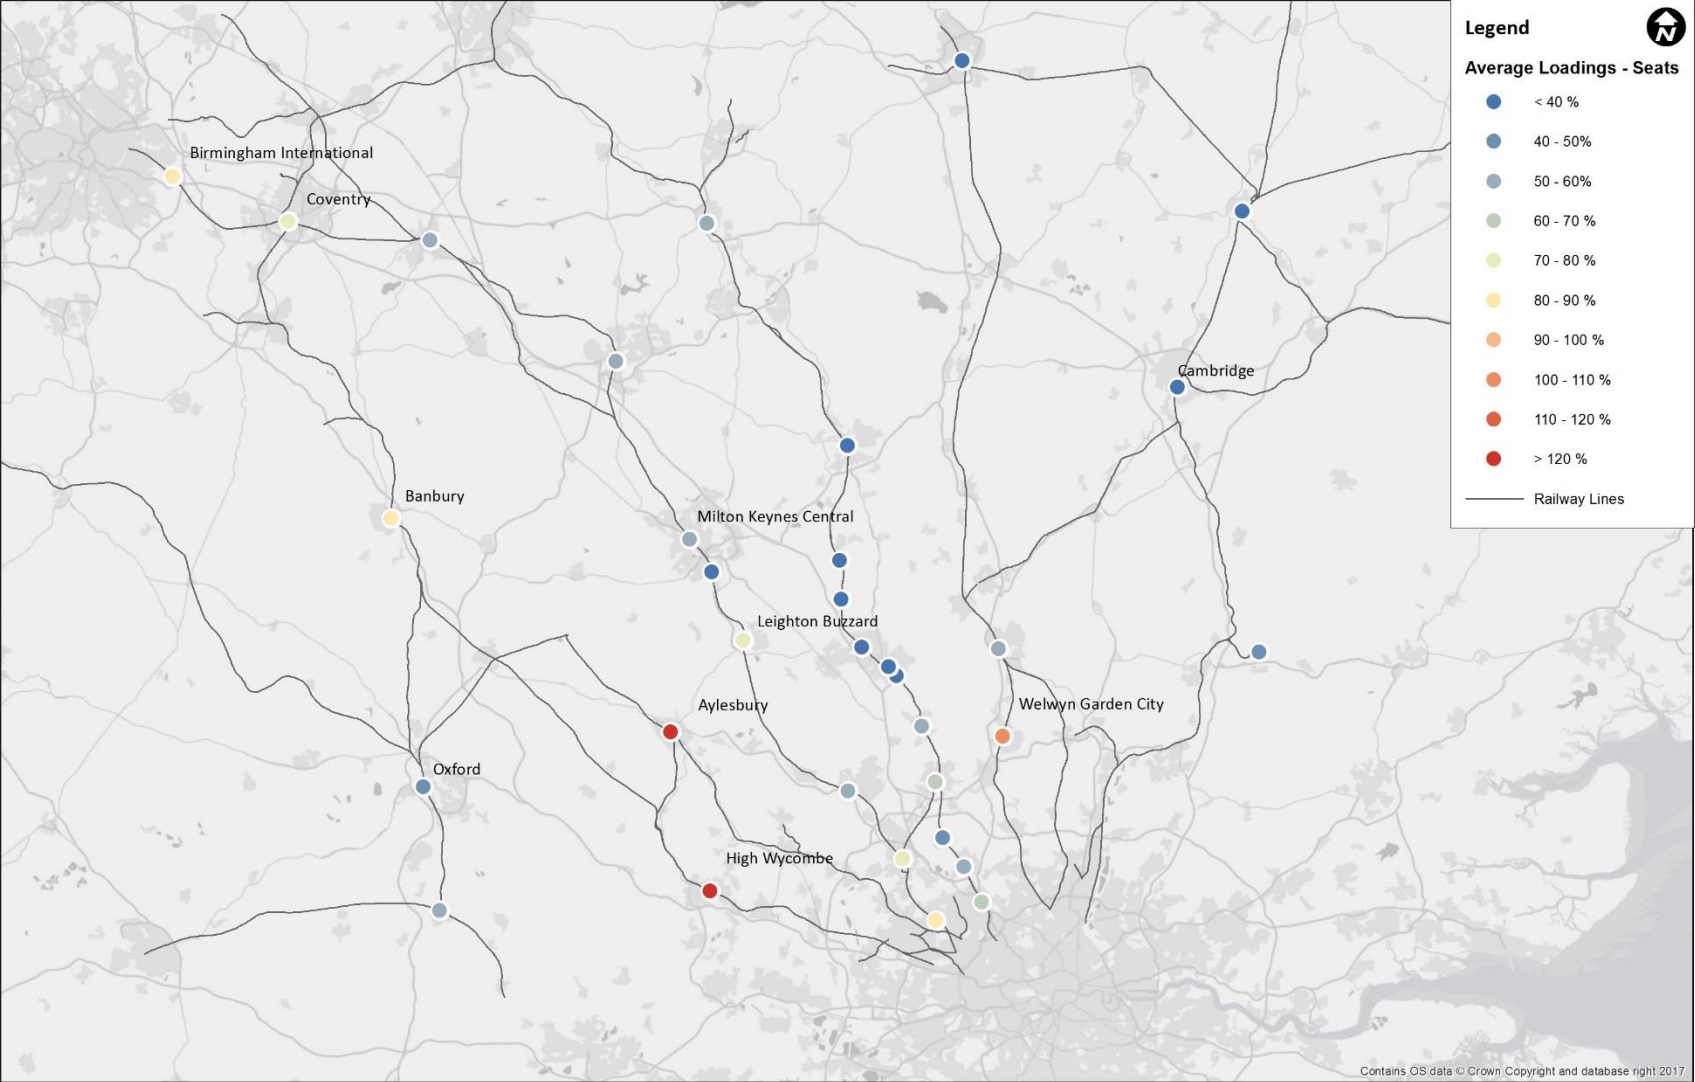 Legend
N
Average Loadings - Seats
< 40 %
40 - 50%
50 - 60%
60 - 70 %
70 - 80 %
80 - 90 %
90 - 100 %
100 - 110 %
110 - 120 %
> 120 %
Railway Lines
Birmingham International
Coventry
Cambridge
Banbury
Milton Keynes Central
Leighton Buzzard
Aylesbury
Welwyn Garden City
Oxford
High Wycombe
Contains OS data © Crown Copyright and database right 2017